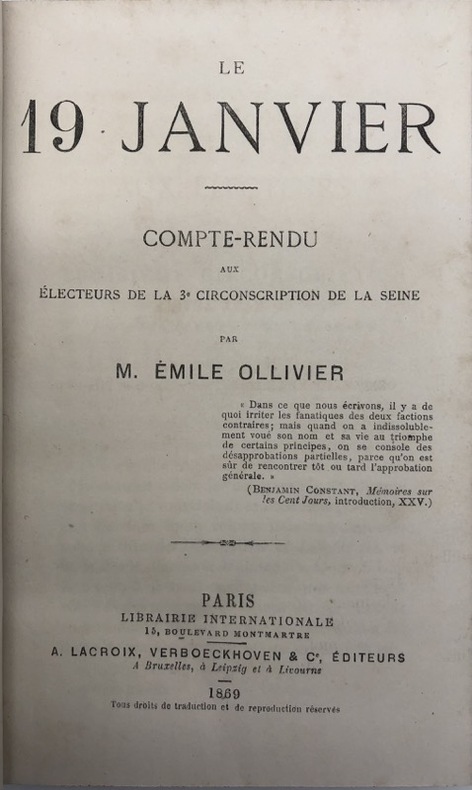 LE
19 JANVIER
COMPTE-RENDU
AUX
ÉLECTEURS DE LA 3e CIRCONSCRIPTION DE LA SEINE
PAR
M. ÉMILE OLLIVIER
« Dans ce que nous écrivons, il y a de
quoi irriter les fanatiques des deux factions
contraires; mais quand on a indissoluble-
ment voué son nom et sa vie au triomphe
de certains principes, on se console des
désapprobations partielles, parce qu'on est
sûr de rencontrer tôt ou tard l'approbation
générale. »
(BENJAMIN CONSTANT, Mémoires sur
les Cent Jours, introduction, XXV.)
PARIS
LIBRAIRIE INTERNATIONALE
15, BOULEVARD MONTMARTRE
A. LACROIX, VERBOECKHOVEN & Ce, ÉDITEURS
A Bruxelles, à Leipzig et à Livourne
1869
Tous droits de traduction et de reproduction réservés